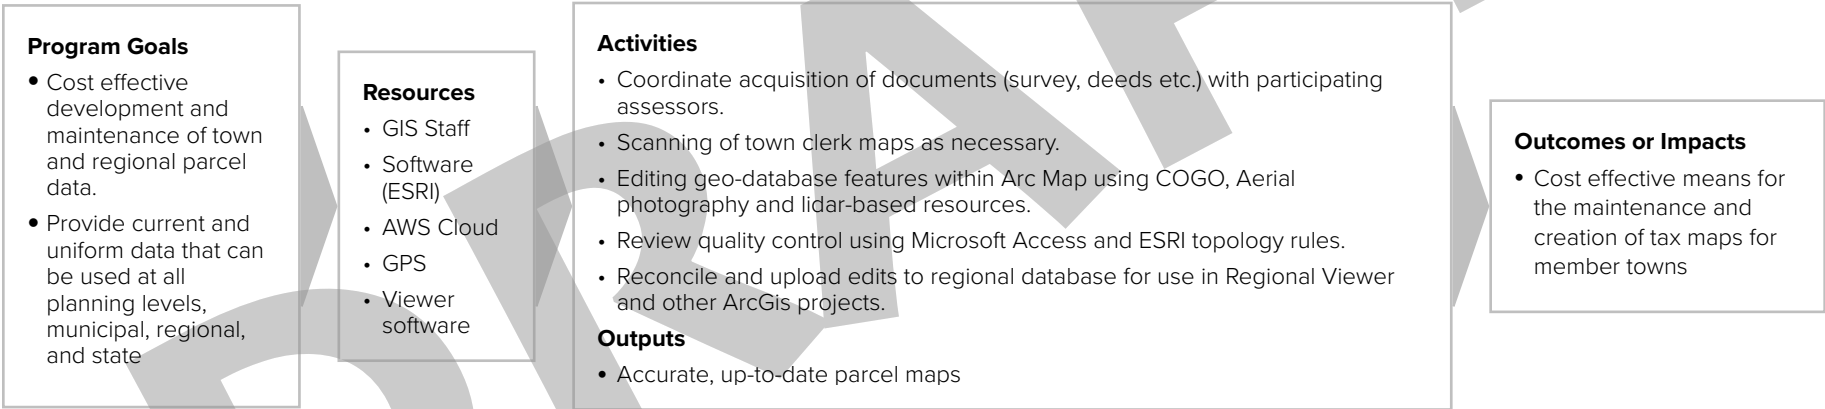 Program Goals
• Cost effective
development and
maintenance of town
and regional parcel
data.
• Provide current and
uniform data that can
be used at all
planning levels,
municipal, regional,
and state
Resources
• GIS Staff
• Software
(ESRI)
• AWS Cloud
• GPS
• Viewer
software
Activities
• Coordinate acquisition of documents (survey, deeds etc.) with participating
assessors.
• Scanning of town clerk maps as necessary.
• Editing geo-database features within Arc Map using COGO, Aerial
photography and lidar-based resources.
• Review quality control using Microsoft Access and ESRI topology rules.
• Reconcile and upload edits to regional database for use in Regional Viewer
and other ArcGis projects.
Outputs
• Accurate, up-to-date parcel maps
Outcomes or Impacts
• Cost effective means for
the maintenance and
creation of tax maps for
member towns
DRAF